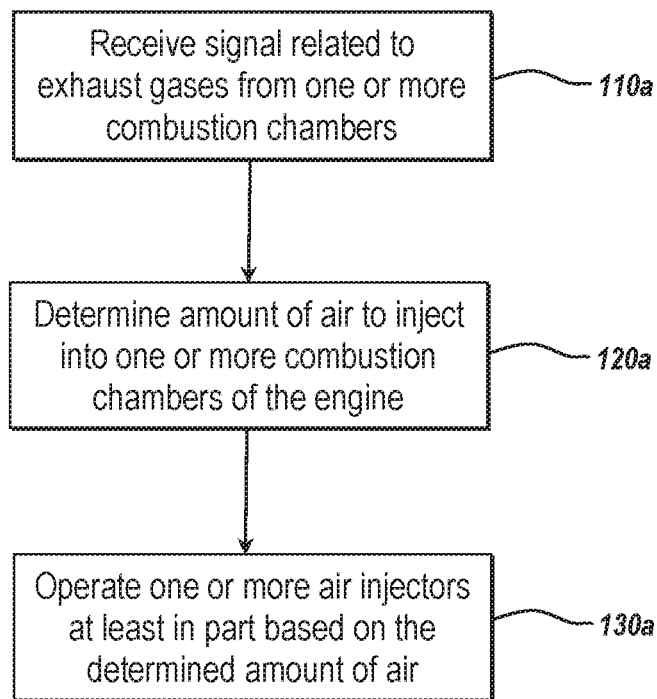 Receive signal related to
exhaust gases from one or more
combustion chambers
110a
Determine amount of air to inject
into one or more combustion
chambers of the engine
120a
Operate one or more air injectors
at least in part based on the
determined amount of air
130a